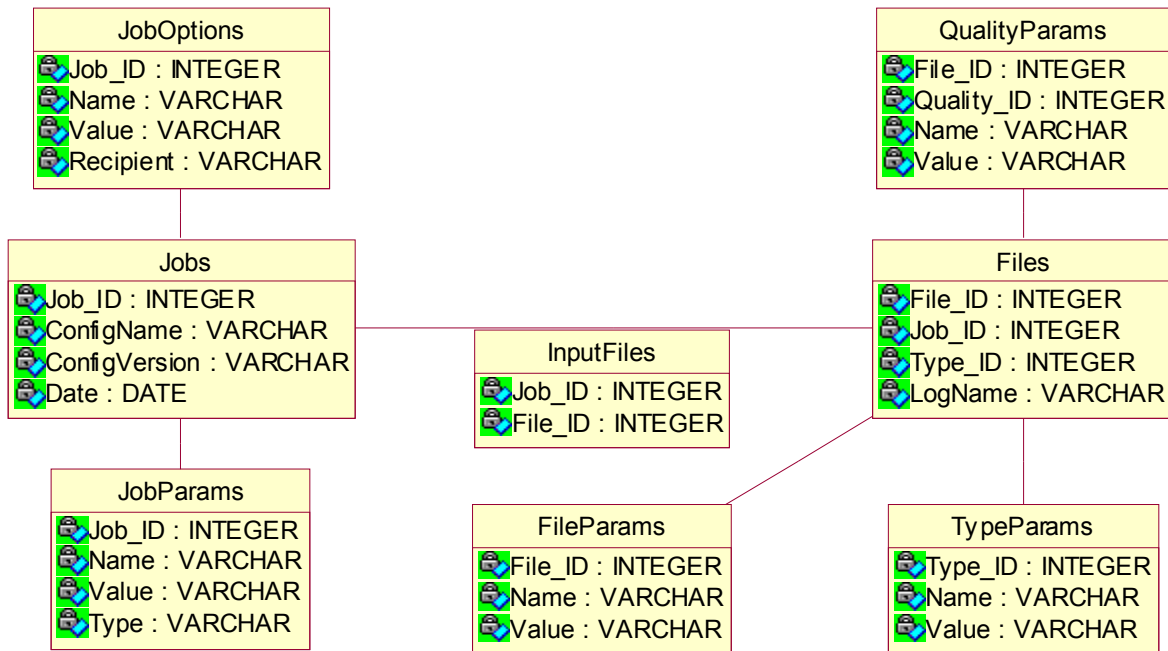 JobOptions
Job_ID : INTEGER
Name : VARCHAR
Value : VARCHAR
Recipient : VARCHAR
QualityParams
File_ID : INTEGER
Quality_ID : INTEGER
Name : VARCHAR
Value : VARCHAR
Jobs
Job_ID : INTEGER
ConfigName : VARCHAR
ConfigVersion : VARCHAR
Date : DATE
InputFiles
Job_ID : INTEGER
File_ID : INTEGER
Files
File_ID : INTEGER
Job_ID : INTEGER
Type_ID : INTEGER
LogName : VARCHAR
JobParams
Job_ID : INTEGER
Name : VARCHAR
Value : VARCHAR
Type : VARCHAR
FileParams
File_ID : INTEGER
Name : VARCHAR
Value : VARCHAR
TypeParams
Type_ID : INTEGER
Name : VARCHAR
Value : VARCHAR